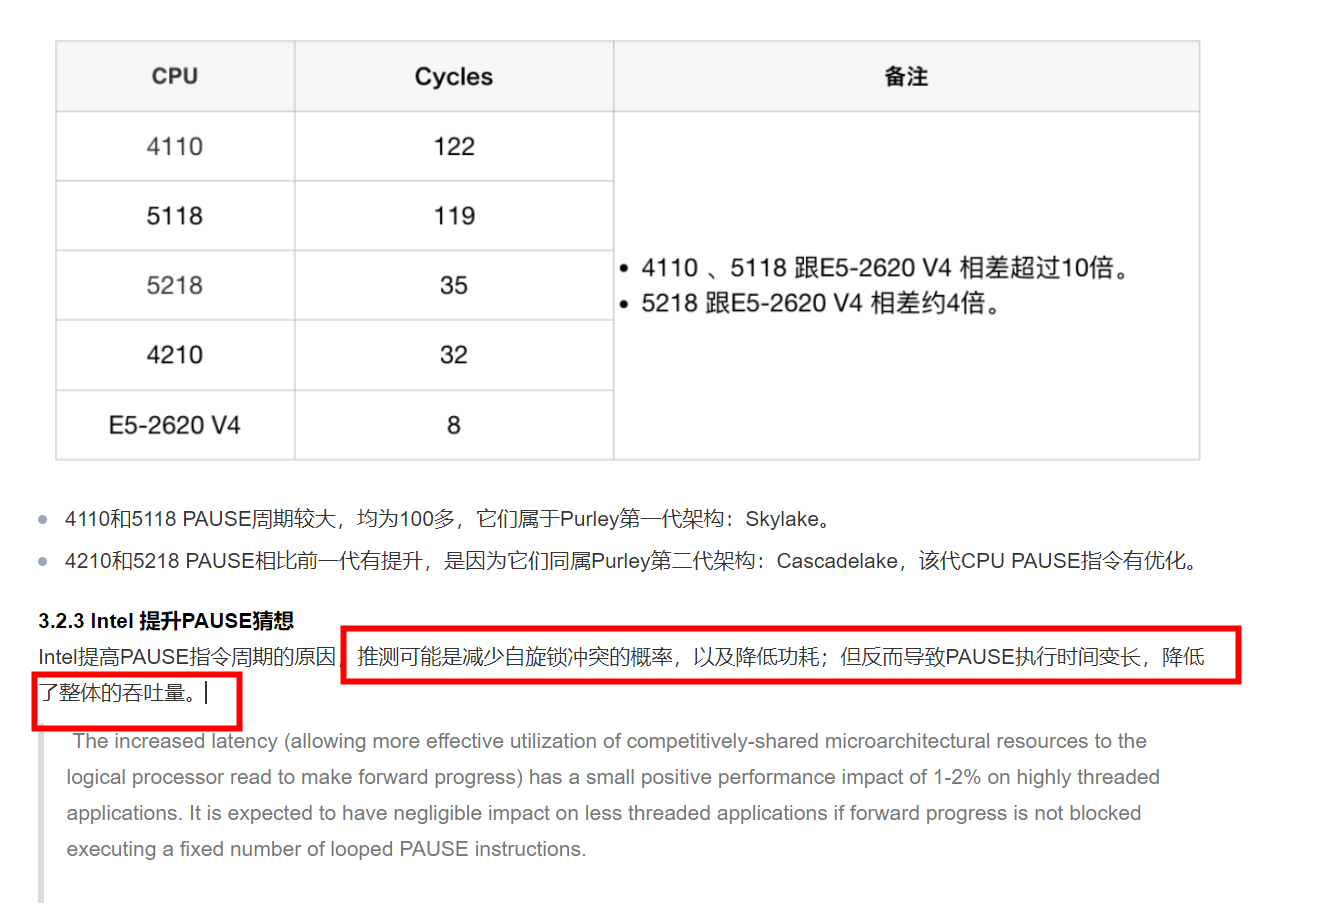 CPU Cycles 备注
4110 122
5118 119
5218 35
4210 32
E5-2620 V4 8
4110 、5118 跟E5-2620 V4 相差超过10倍。
5218 跟E5-2620 V4 相差约4倍。
4110和5118 PAUSE周期较大，均为100多，它们属于Purley第一代架构：Skylake。
4210和5218 PAUSE相比前一代有提升，是因为它们同属Purley第二代架构：Cascadelake，该代CPU PAUSE指令有优化。
3.2.3 Intel 提升PAUSE猜想
Intel提高PAUSE指令周期的原因，推测可能是减少自旋锁冲突的概率，以及降低功耗；但反而导致PAUSE执行时间变长，降低
了整体的吞吐量。
The increased latency (allowing more effective utilization of competitively-shared microarchitectural resources to the
logical processor read to make forward progress) has a small positive performance impact of 1-2% on highly threaded
applications. It is expected to have negligible impact on less threaded applications if forward progress is not blocked
executing a fixed number of looped PAUSE instructions.